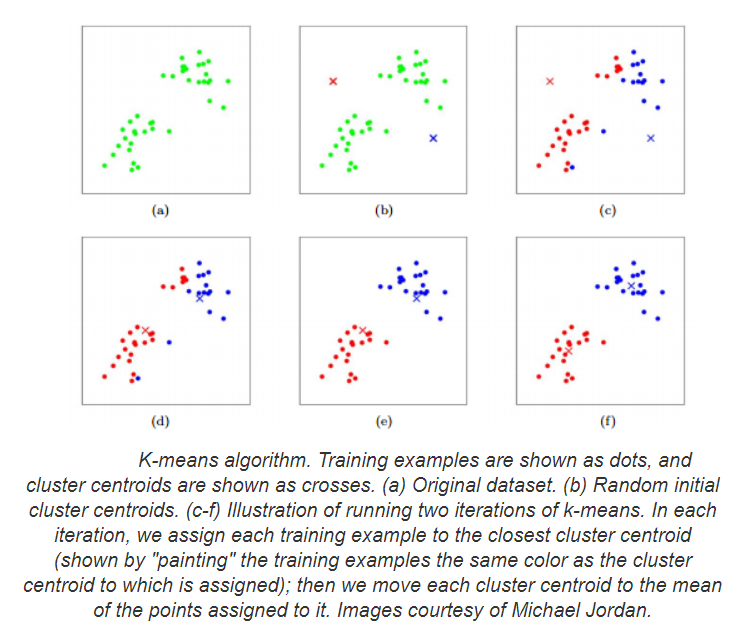 (a)
(b)
(c)
(d)
(e)
(f)
K-means algorithm. Training examples are shown as dots, and
cluster centroids are shown as crosses. (a) Original dataset. (b) Random initial
cluster centroids. (c-f) Illustration of running two iterations of k-means. In each
iteration, we assign each training example to the closest cluster centroid
(shown by "painting" the training examples the same color as the cluster
centroid to which is assigned); then we move each cluster centroid to the mean
of the points assigned to it. Images courtesy of Michael Jordan.